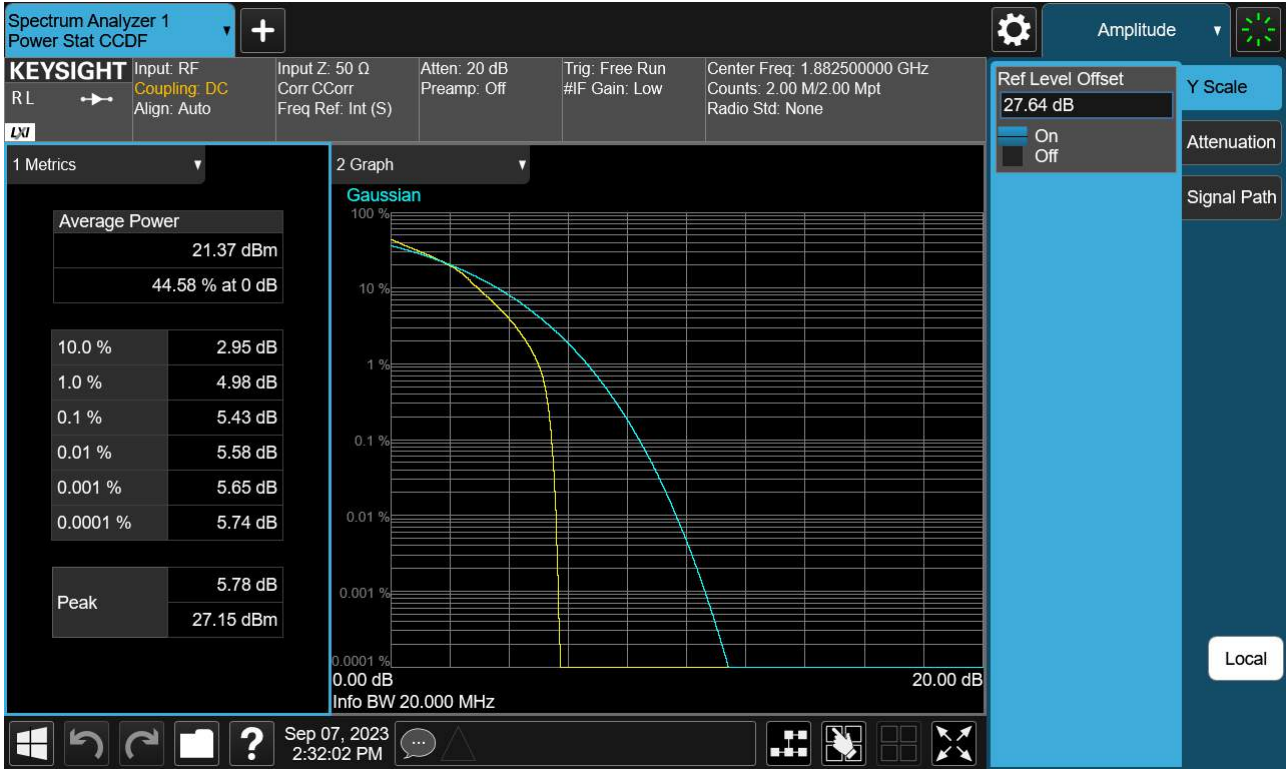 Spectrum Analyzer 1
Power Stat CCDF
Amplitude
KEYSIGHT
R L
LXI
Input: RF
Coupling: DC
Align: Auto
Input Z: 50 Ω
Corr CCorr
Freq Ref: Int (S)
Atten: 20 dB
Preamp: Off
Trig: Free Run
#IF Gain: Low
Center Freq: 1.882500000 GHz
Counts: 2.00 M/2.00 Mpt
Radio Std: None
Ref Level Offset
27.64 dB
On
Off
Y Scale
Attenuation
Signal Path
Local
1 Metrics
Average Power
21.37 dBm
44.58 % at 0 dB
10.0 % 2.95 dB
1.0 % 4.98 dB
0.1 % 5.43 dB
0.01 % 5.58 dB
0.001 % 5.65 dB
0.0001 % 5.74 dB
Peak
5.78 dB
27.15 dBm
2 Graph
Gaussian
100 %
10 %
1 %
0.1 %
0.01 %
0.001 %
0.0001 %
0.00 dB 20.00 dB
Info BW 20.000 MHz
?
Sep 07, 2023
2:32:02 PM